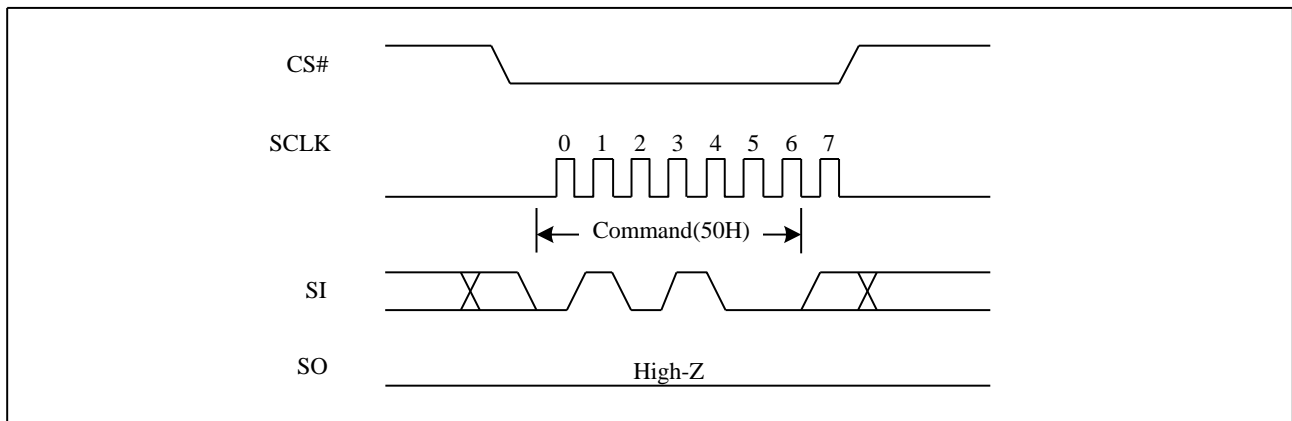 CS#
SCLK
0 1 2 3 4 5 6 7
Command(50H)
SI
SO
High-Z